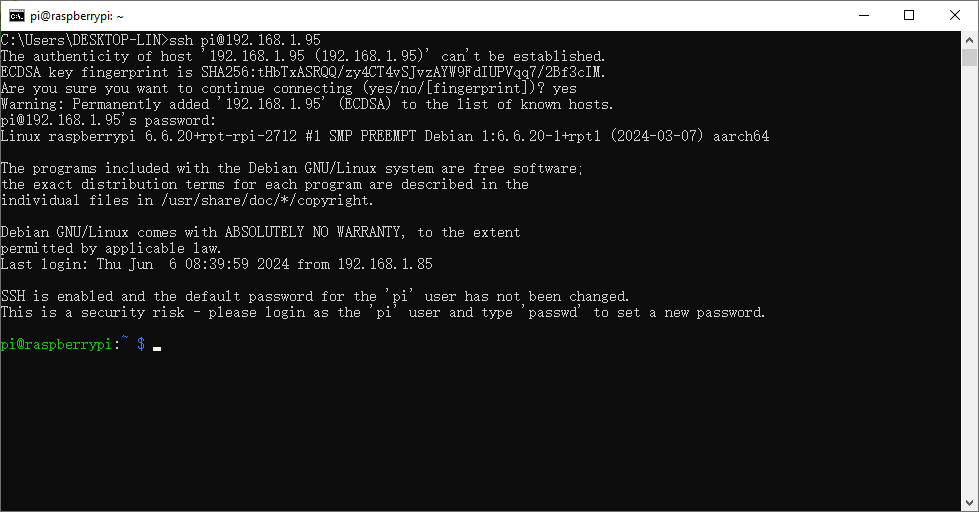 pi@raspberrypi: ~
C:\Users\DESKTOP-LIN>ssh pi@192.168.1.95
The authenticity of host '192.168.1.95 (192.168.1.95)' can't be established.
ECDSA key fingerprint is SHA256:tHbTxASRQQ/zy4CT4vSJvzAYW9FdIUPVqq7/2Bf3cIM.
Are you sure you want to continue connecting (yes/no/[fingerprint])? yes
Warning: Permanently added '192.168.1.95' (ECDSA) to the list of known hosts.
pi@192.168.1.95's password:
Linux raspberrypi 6.6.20+rpt-rpi-2712 #1 SMP PREEMPT Debian 1:6.6.20-1+rpt1 (2024-03-07) aarch64
The programs included with the Debian GNU/Linux system are free software;
the exact distribution terms for each program are described in the
individual files in /usr/share/doc/*/copyright.
Debian GNU/Linux comes with ABSOLUTELY NO WARRANTY, to the extent
permitted by applicable law.
Last login: Thu Jun  6 08:39:59 2024 from 192.168.1.85
SSH is enabled and the default password for the 'pi' user has not been changed.
This is a security risk - please login as the 'pi' user and type 'passwd' to set a new password.
pi@raspberrypi:~ $